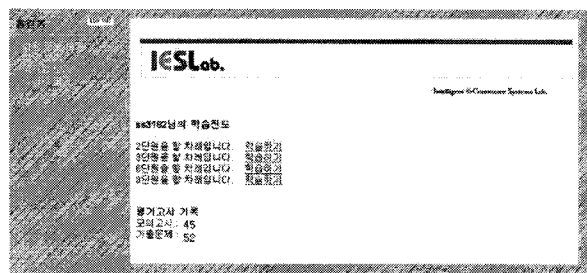 IESLab.
Intelligent E-Commerce Systems Lab.
ss3162님의 학습진도
2단원을 할 차례입니다. 학습하기
3단원을 할 차례입니다. 학습하기
6단원을 할 차례입니다. 학습하기
8단원을 할 차례입니다. 학습하기
평가고사 기록
모의고사: 45
기출문제: 52